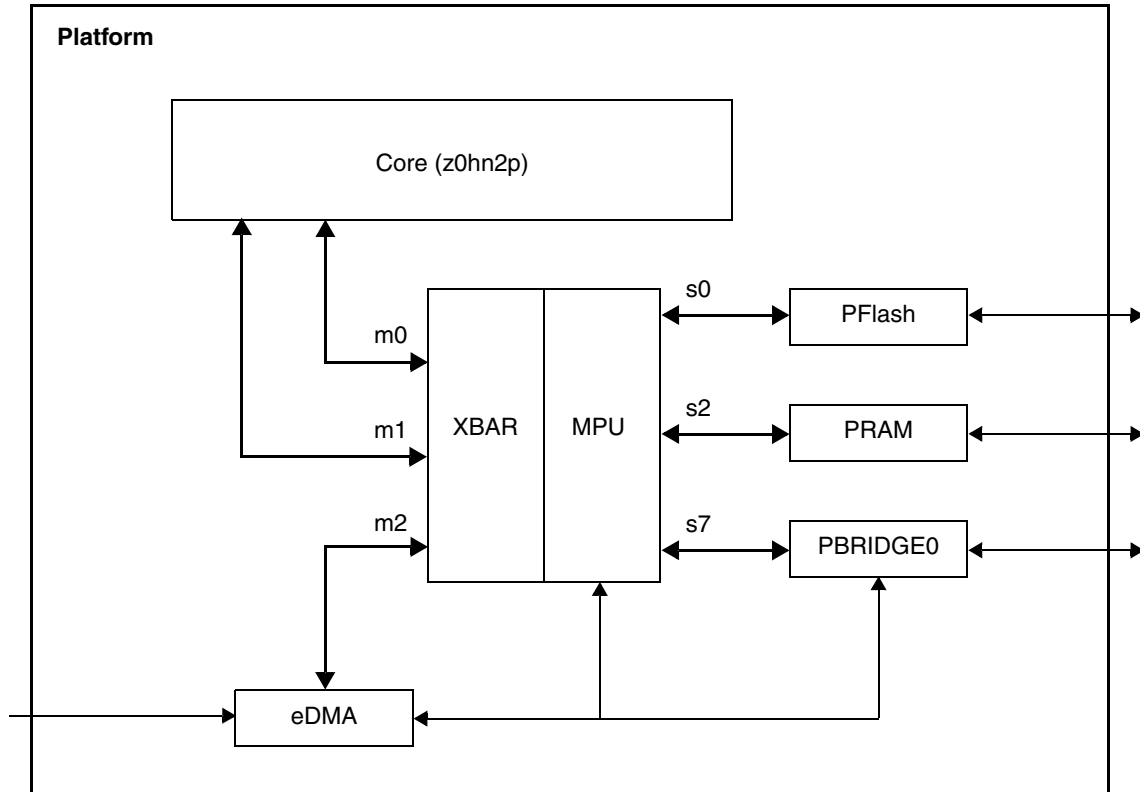 Platform
Core (z0hn2p)
s0
PFlash
m0
m1
XBAR
MPU
s2
PRAM
m2
s7
PBRIDGE0
eDMA